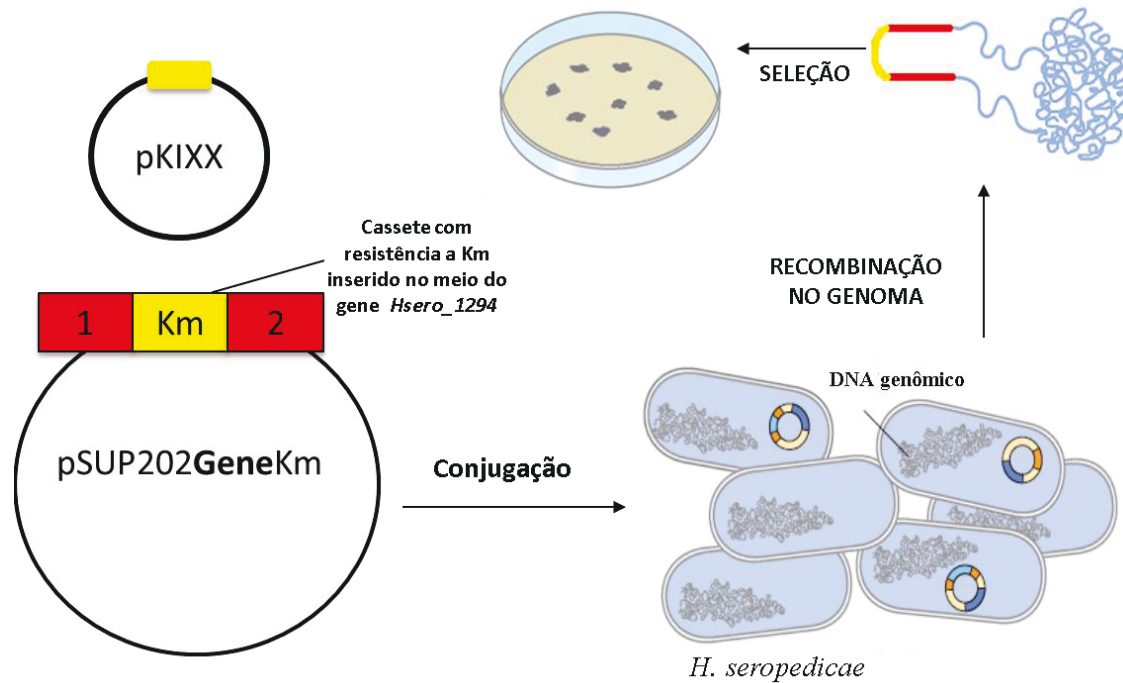 pKIXX
Cassete com
resistência a Km
inserido no meio do
gene Hsero_1294
1
Km
2
pSUP202GeneKm
Conjugação
SELEÇÃO
RECOMBINAÇÃO
NO GENOMA
DNA genômico
H. seropedicae